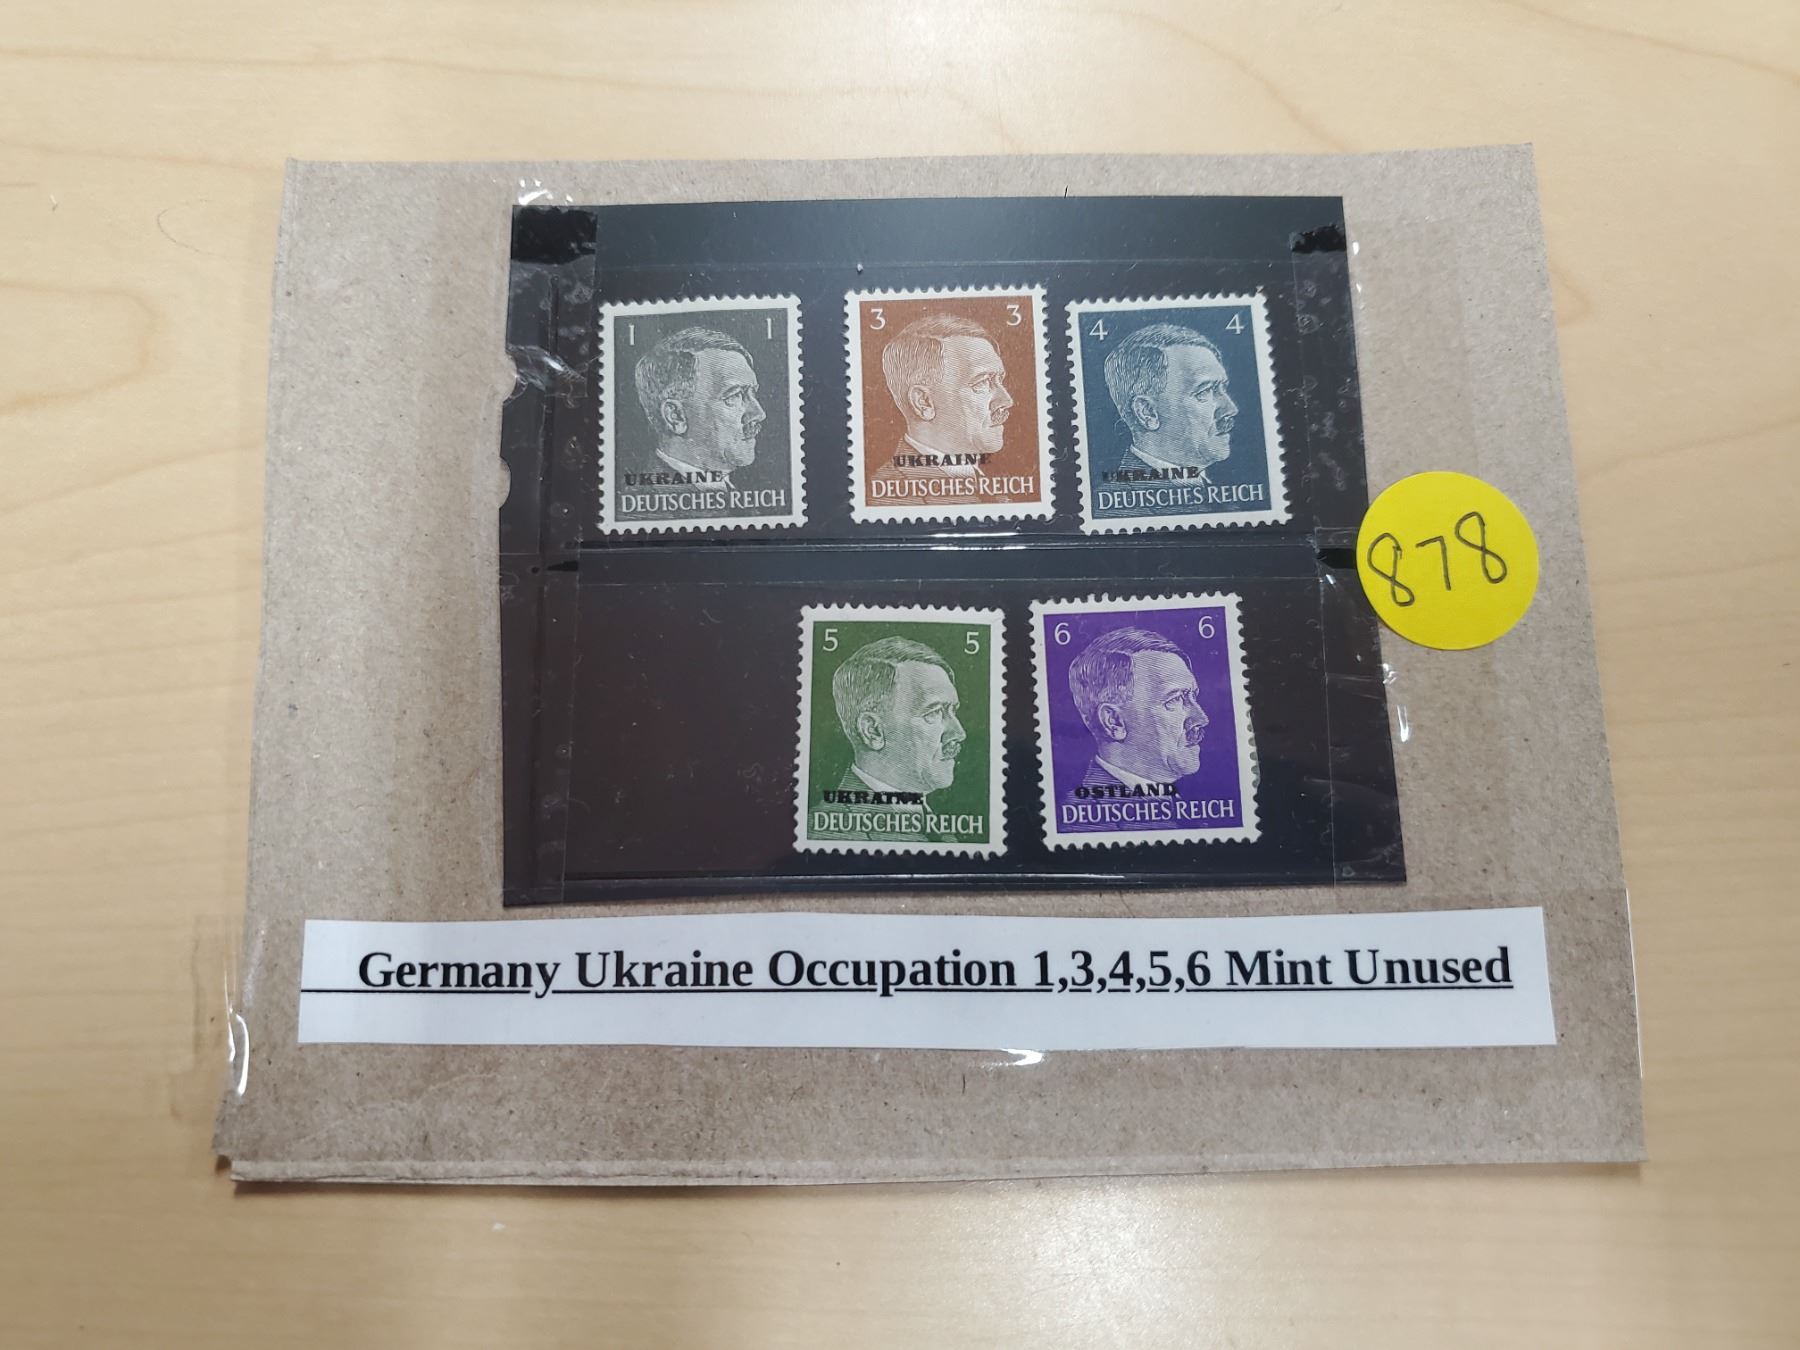 1 1
UKRAINE
DEUTSCHES REICH
3 3
UKRAINE
DEUTSCHES REICH
4 4
UKRAINE
DEUTSCHES REICH
878
5 5
UKRAINE
DEUTSCHES REICH
6 6
OSTLAND
DEUTSCHES REICH
Germany Ukraine Occupation 1,3,4,5,6 Mint Unused